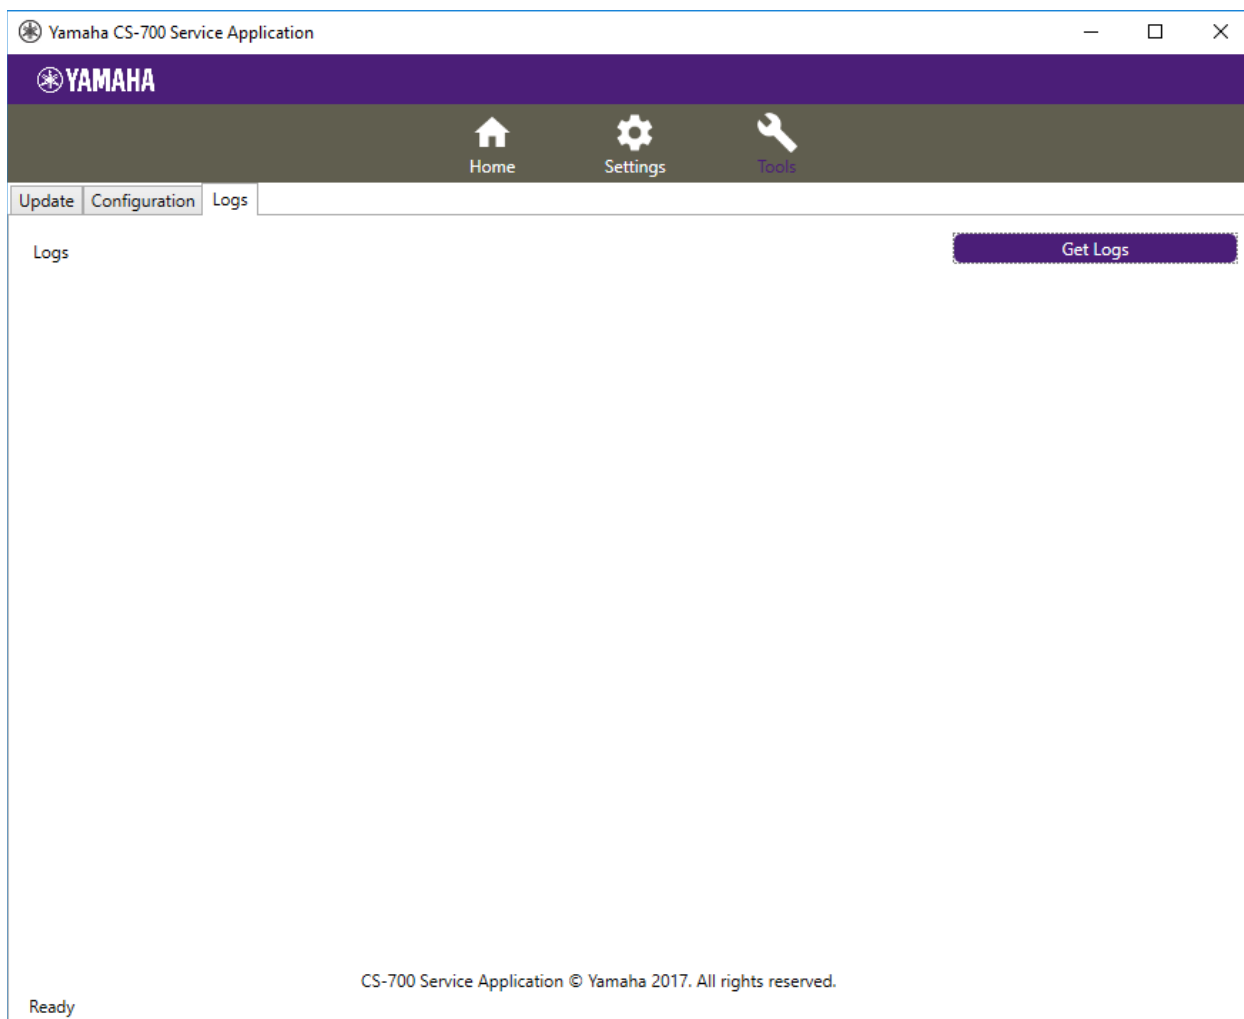 Yamaha CS-700 Service Application
YAMAHA
Home Settings Tools
Update Configuration Logs
Logs Get Logs
CS-700 Service Application © Yamaha 2017. All rights reserved.
Ready